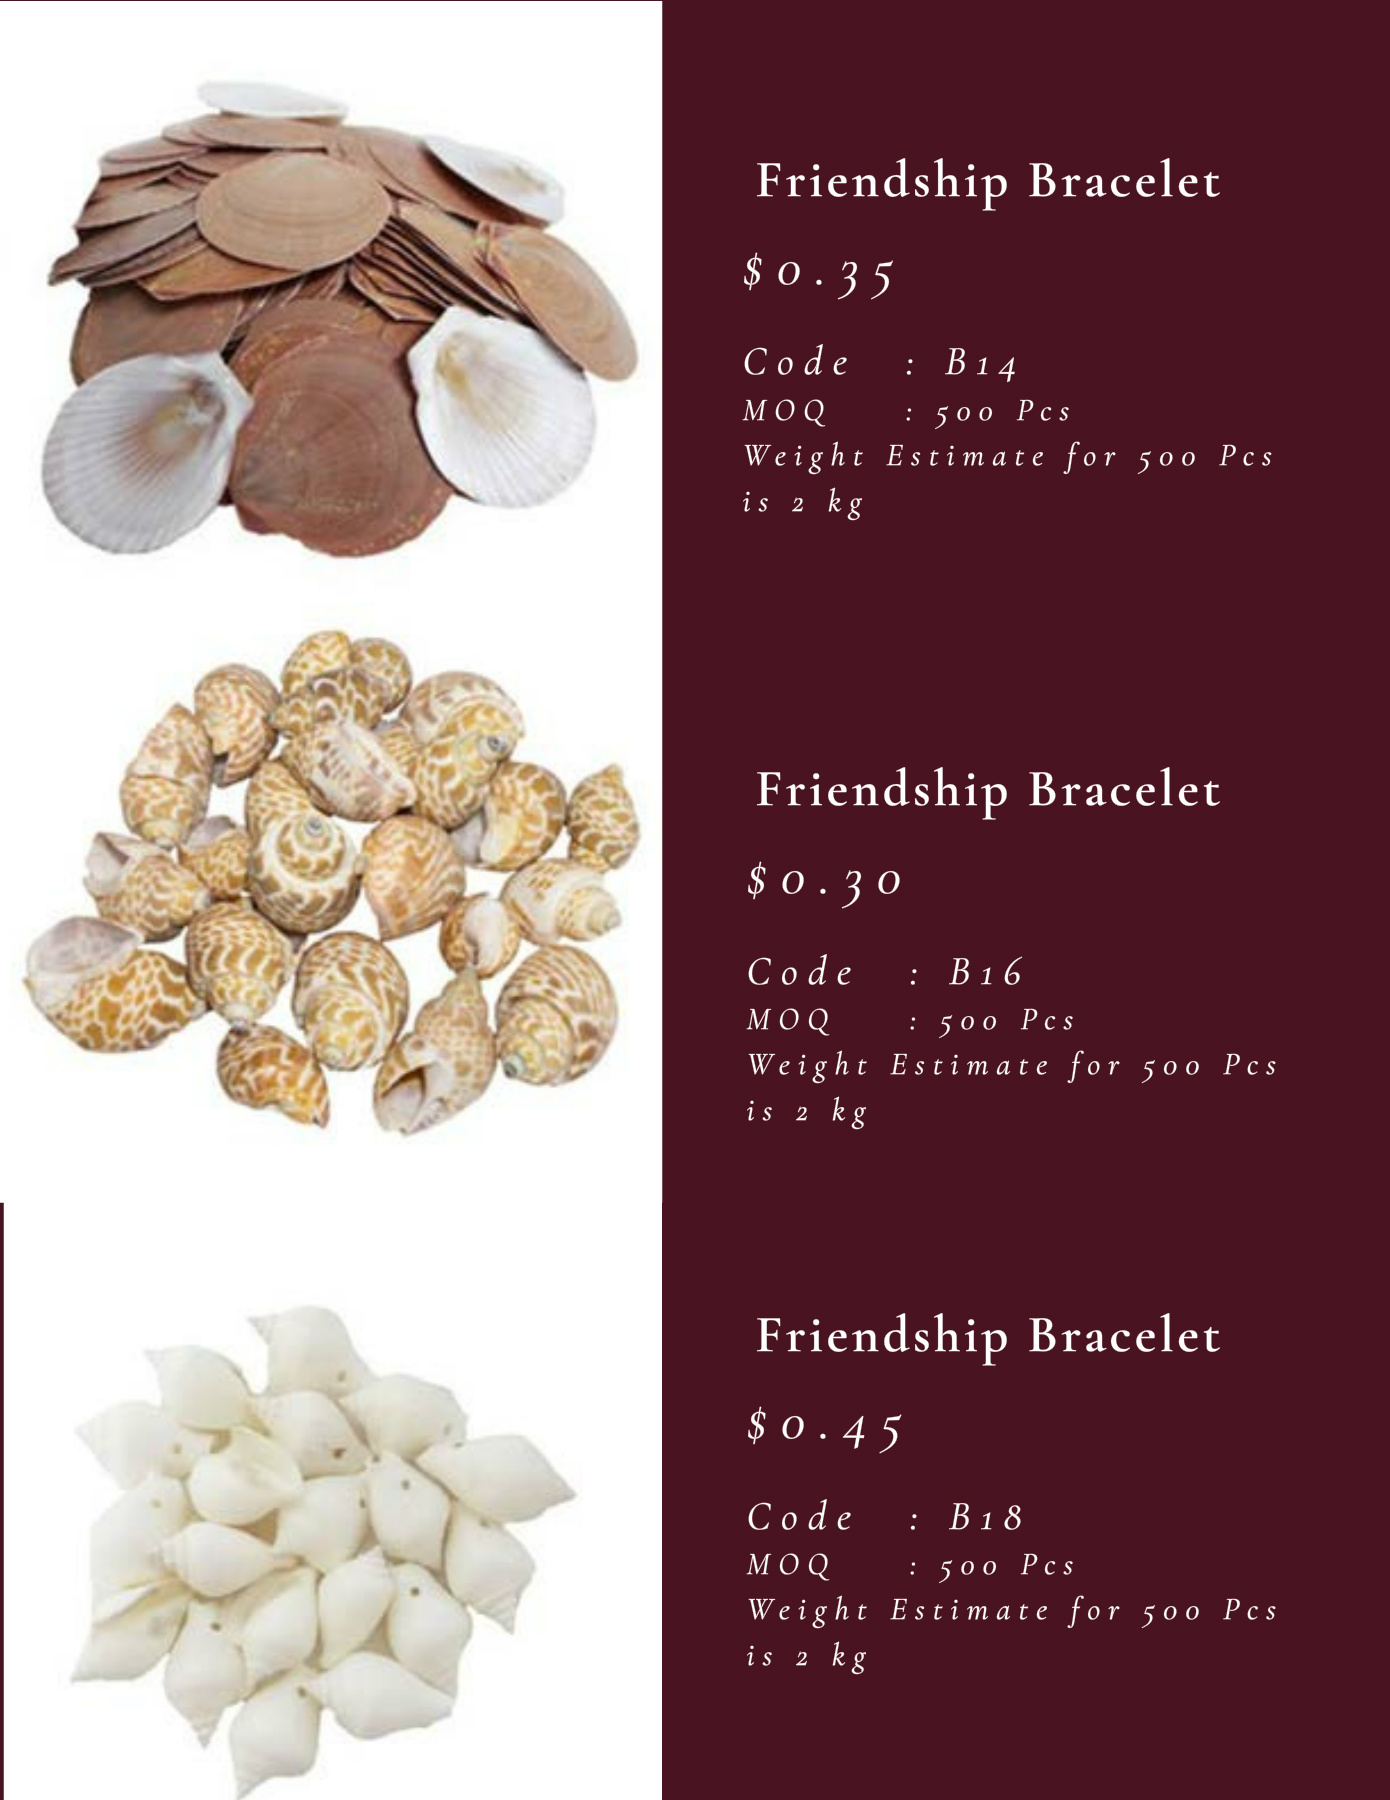 Friendship Bracelet
$0.35
Code : B14
MOQ : 500 Pcs
Weight Estimate for 500 Pcs
is 2 kg
Friendship Bracelet
$0.30
Code : B16
MOQ : 500 Pcs
Weight Estimate for 500 Pcs
is 2 kg
Friendship Bracelet
$0.45
Code : B18
MOQ : 500 Pcs
Weight Estimate for 500 Pcs
is 2 kg